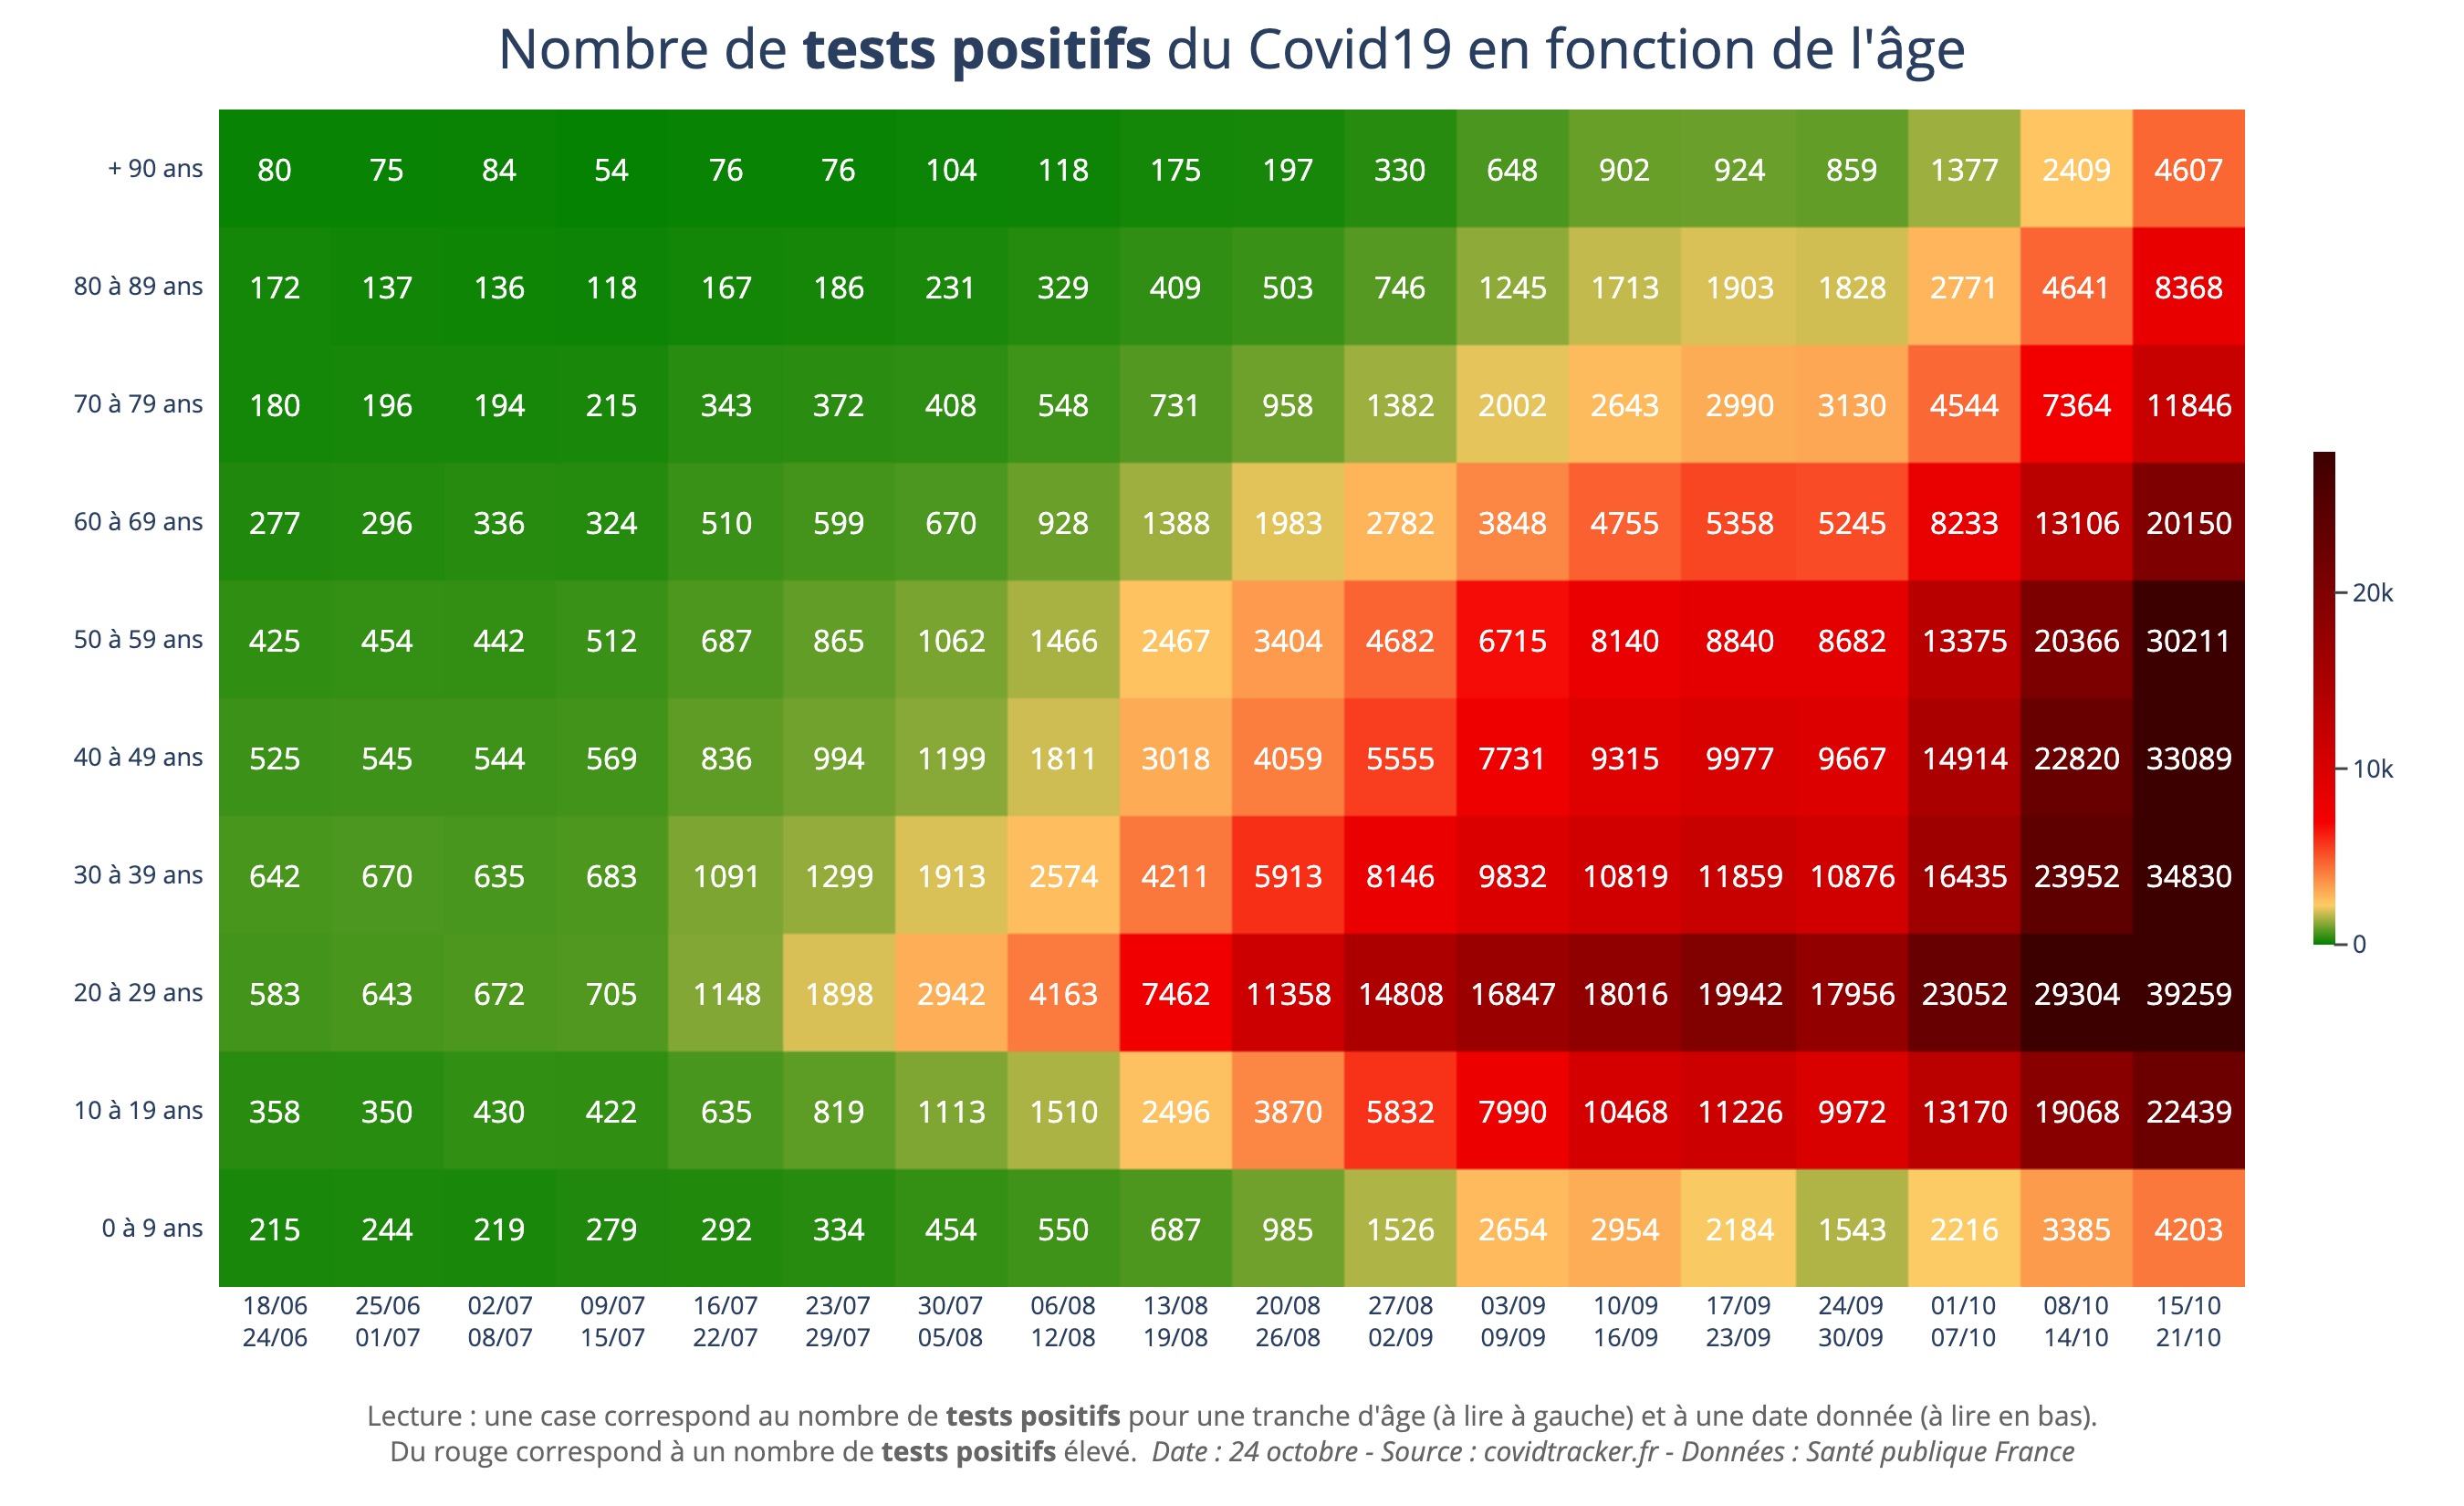 Nombre de tests positifs du Covid19 en fonction de l'âge
+ 90 ans 80 75 84 54 76 76 104 118 175 197 330 648 902 924 859 1377 2409 4607
80 à 89 ans 172 137 136 118 167 186 231 329 409 503 746 1245 1713 1903 1828 2771 4641 8368
70 à 79 ans 180 196 194 215 343 372 408 548 731 958 1382 2002 2643 2990 3130 4544 7364 11846
60 à 69 ans 277 296 336 324 510 599 670 928 1388 1983 2782 3848 4755 5358 5245 8233 13106 20150
50 à 59 ans 425 454 442 512 687 865 1062 1466 2467 3404 4682 6715 8140 8840 8682 13375 20366 30211
20k
40 à 49 ans 525 545 544 569 836 994 1199 1811 3018 4059 5555 7731 9315 9977 9667 14914 22820 33089
10k
30 à 39 ans 642 670 635 683 1091 1299 1913 2574 4211 5913 8146 9832 10819 11859 10876 16435 23952 34830
0
20 à 29 ans 583 643 672 705 1148 1898 2942 4163 7462 11358 14808 16847 18016 19942 17956 23052 29304 39259
10 à 19 ans 358 350 430 422 635 819 1113 1510 2496 3870 5832 7990 10468 11226 9972 13170 19068 22439
0 à 9 ans 215 244 219 279 292 334 454 550 687 985 1526 2654 2954 2184 1543 2216 3385 4203
18/06 25/06 02/07 09/07 16/07 23/07 30/07 06/08 13/08 20/08 27/08 03/09 10/09 17/09 24/09 01/10 08/10 15/10
24/06 01/07 08/07 15/07 22/07 29/07 05/08 12/08 19/08 26/08 02/09 09/09 16/09 23/09 30/09 07/10 14/10 21/10
Lecture : une case correspond au nombre de tests positifs pour une tranche d'âge (à lire à gauche) et à une date donnée (à lire en bas).
Du rouge correspond à un nombre de tests positifs élevé. Date : 24 octobre - Source : covidtracker.fr - Données : Santé publique France